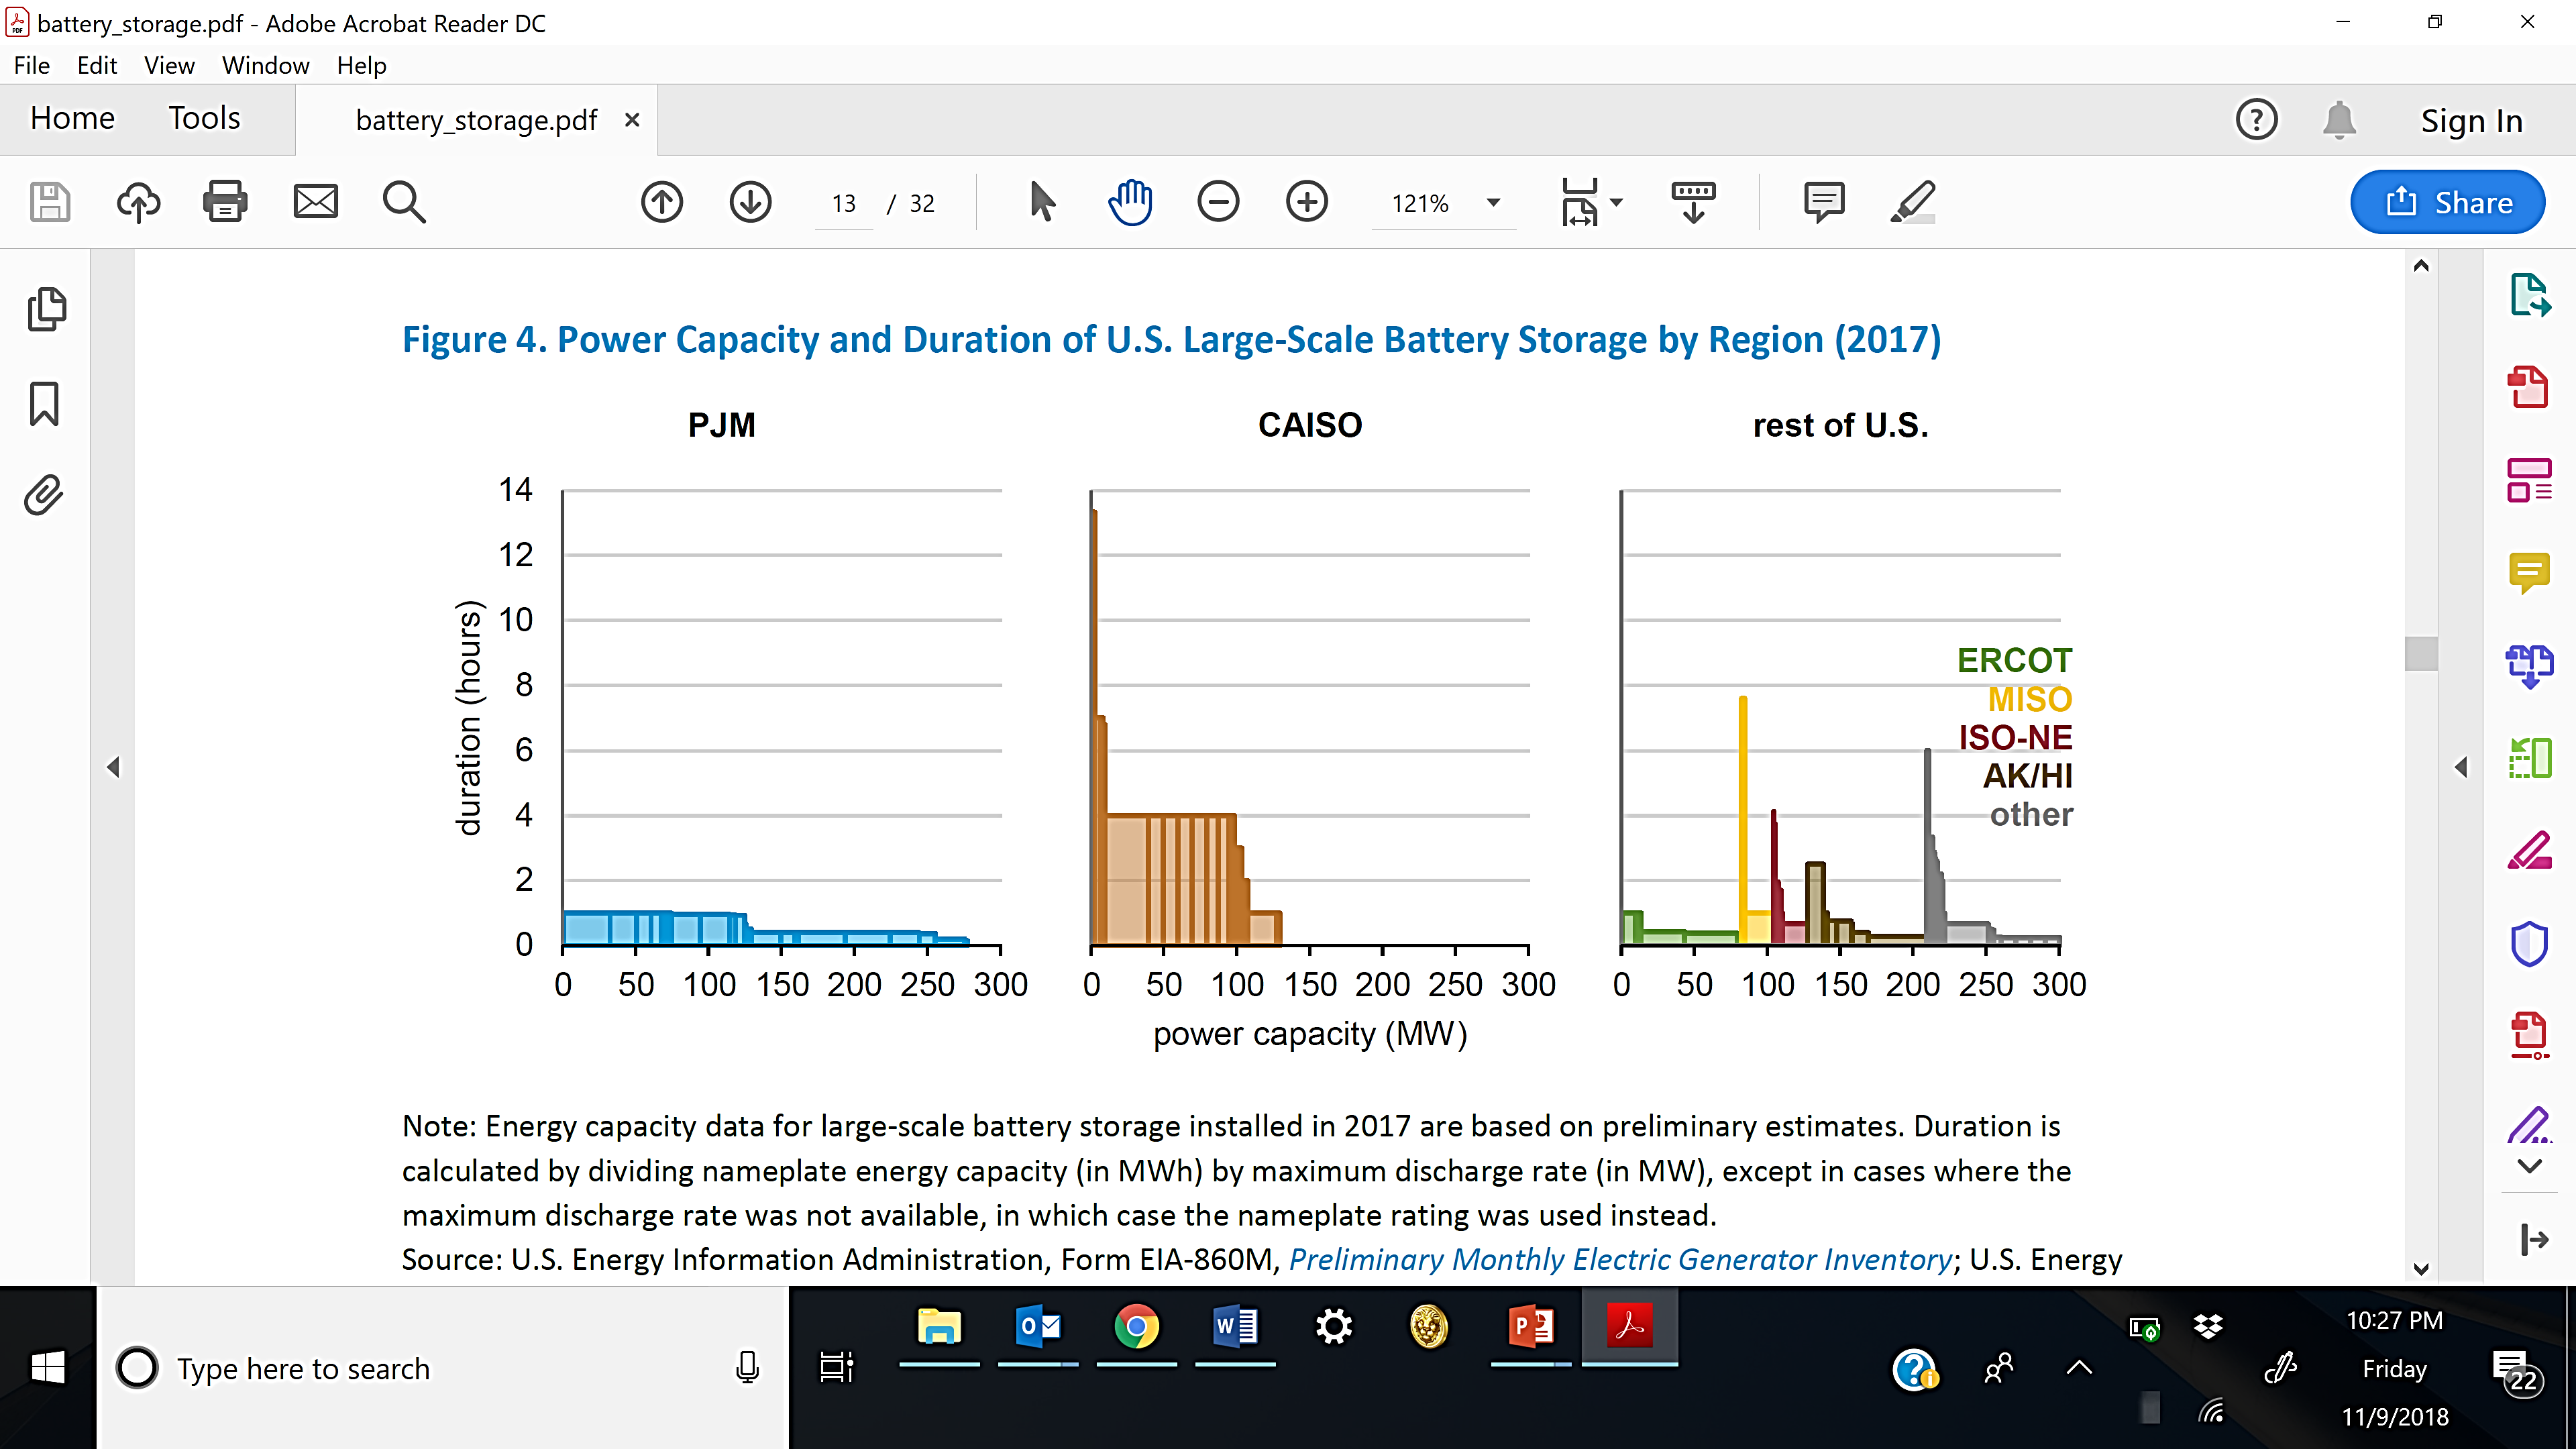 battery_storage.pdf - Adobe Acrobat Reader DC
File Edit View Window Help
Home Tools battery_storage.pdf × Sign In
13 / 32 121% Share
Figure 4. Power Capacity and Duration of U.S. Large-Scale Battery Storage by Region (2017)
PJM CAISO rest of U.S.
duration (hours)
14
12
10
8
6
4
2
0
ERCOT
MISO
ISO-NE
AK/HI
other
0 50 100 150 200 250 300 0 50 100 150 200 250 300 0 50 100 150 200 250 300
power capacity (MW)
Note: Energy capacity data for large-scale battery storage installed in 2017 are based on preliminary estimates. Duration is
calculated by dividing nameplate energy capacity (in MWh) by maximum discharge rate (in MW), except in cases where the
maximum discharge rate was not available, in which case the nameplate rating was used instead.
Source: U.S. Energy Information Administration, Form EIA-860M, Preliminary Monthly Electric Generator Inventory; U.S. Energy
Type here to search
10:27 PM
Friday
11/9/2018
22